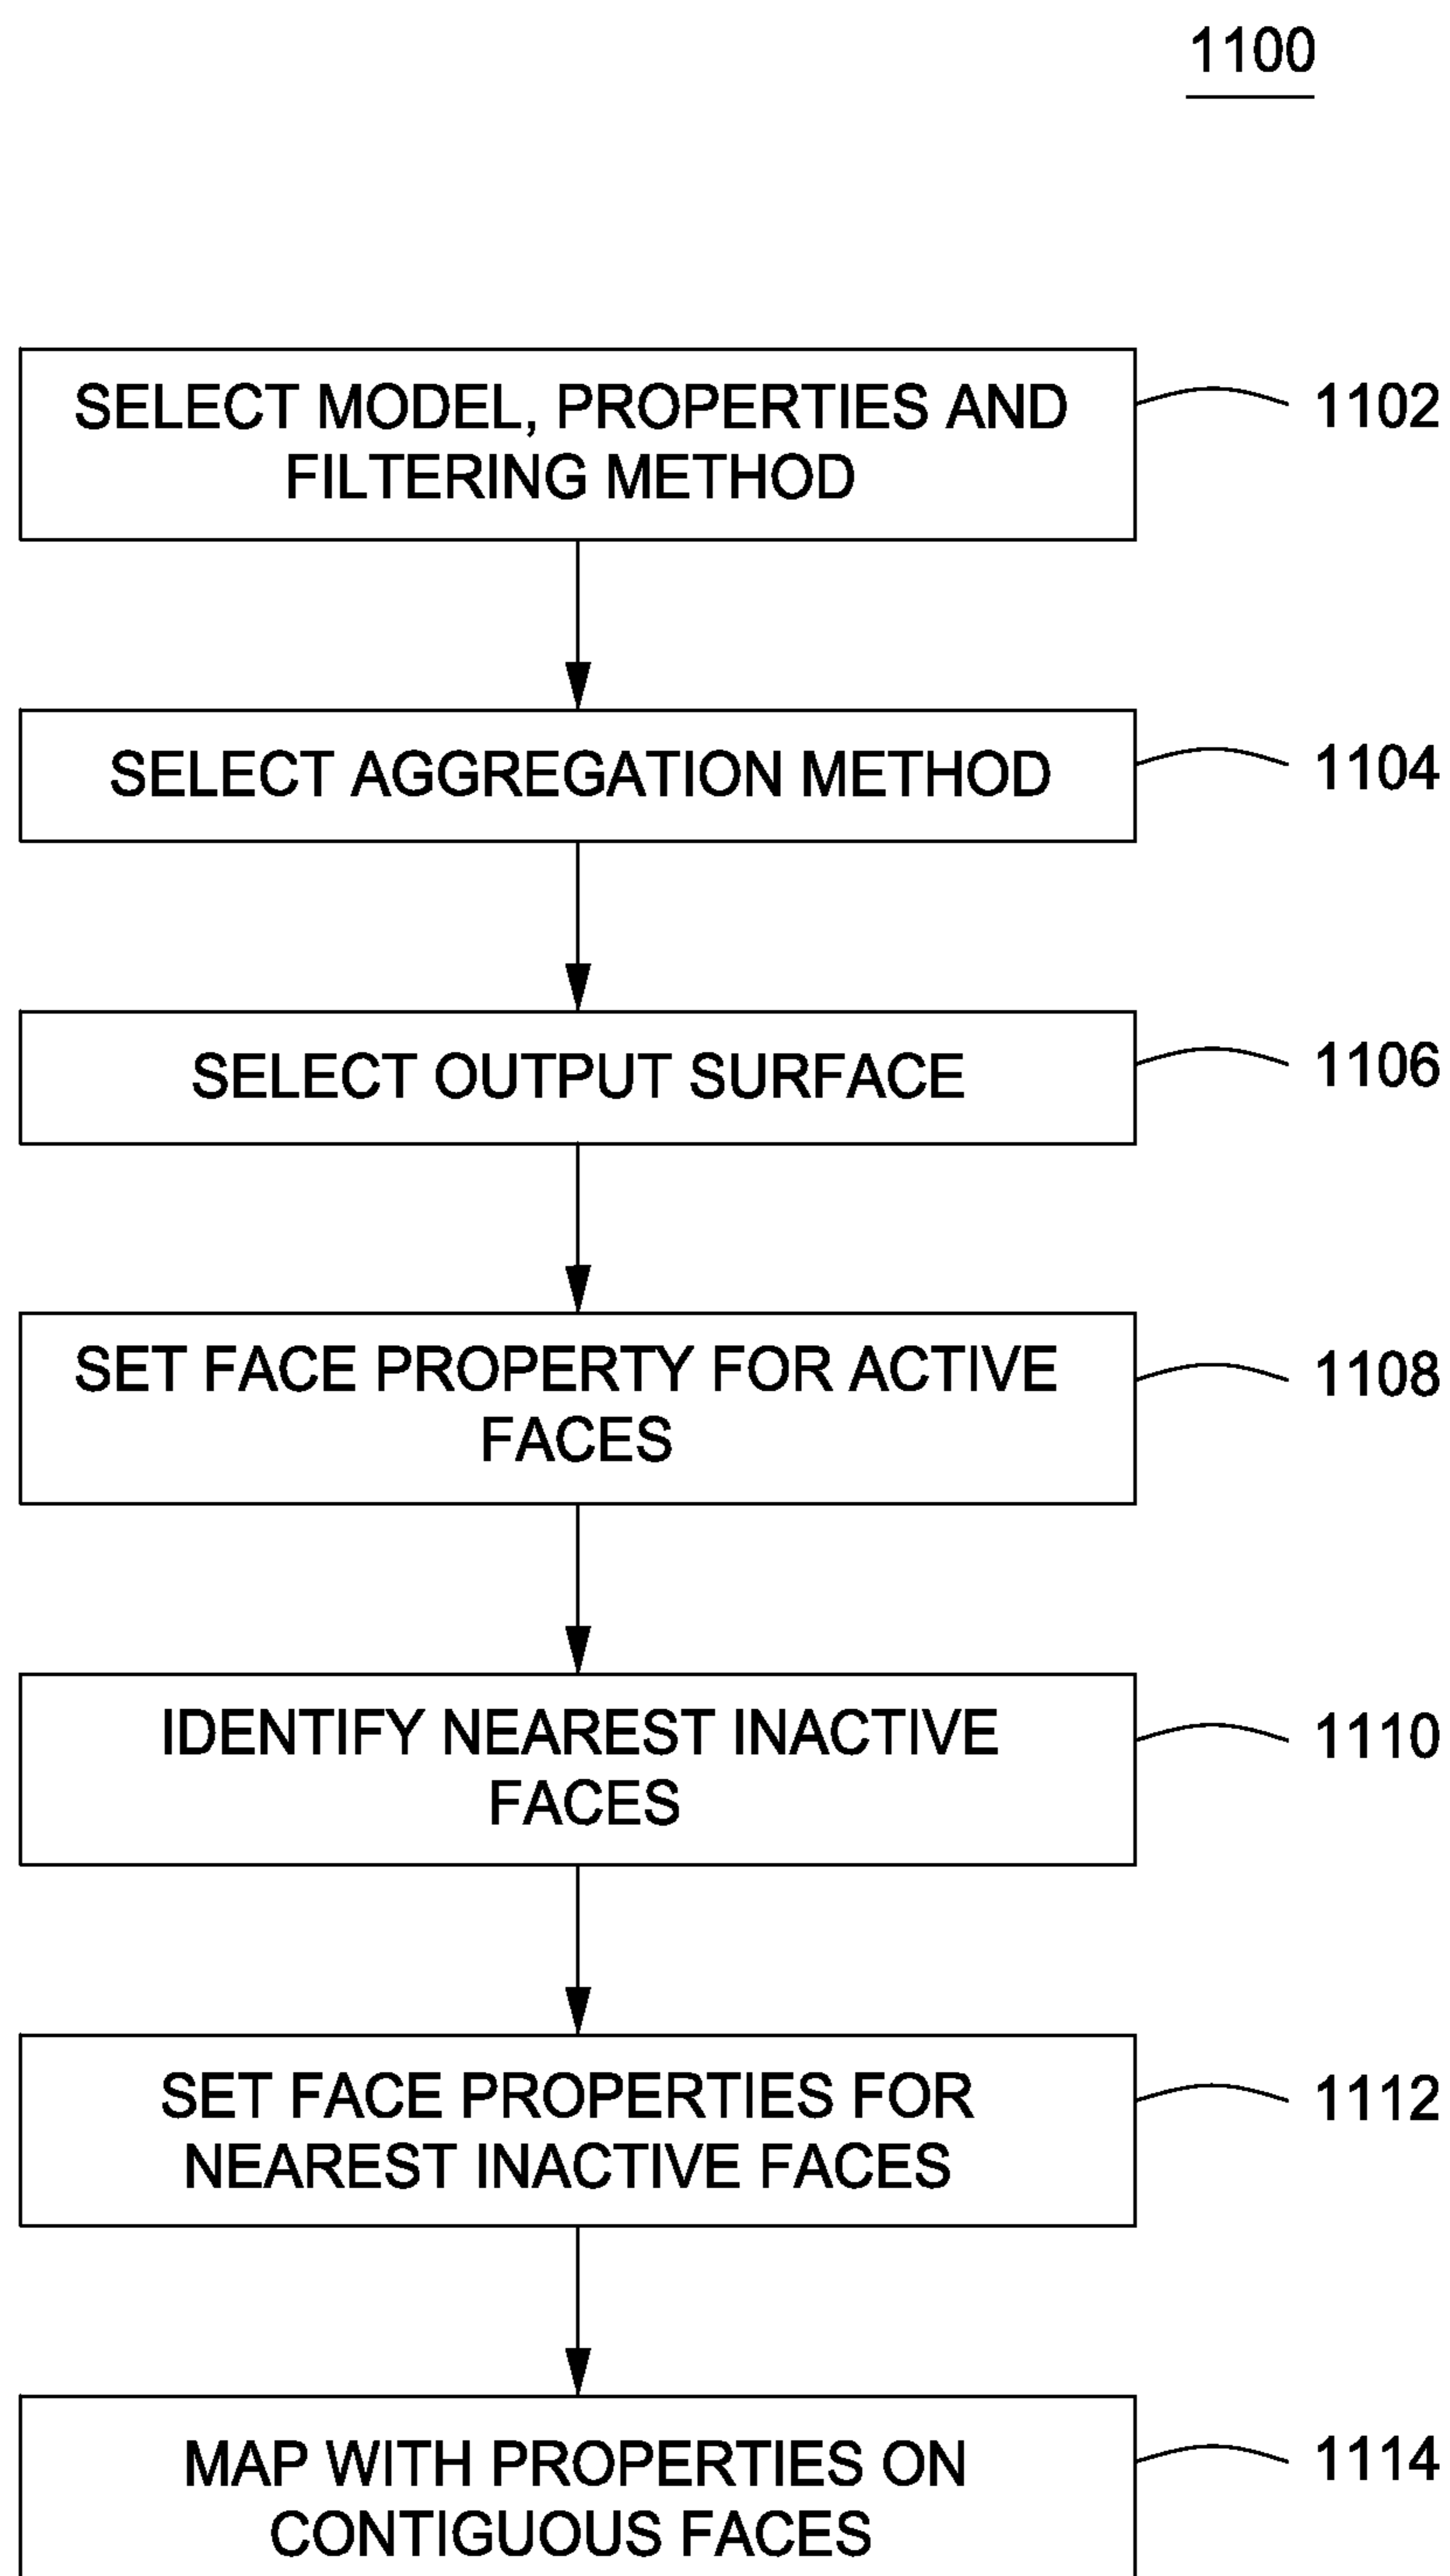 1100
SELECT MODEL, PROPERTIES AND
FILTERING METHOD
1102
SELECT AGGREGATION METHOD
1104
SELECT OUTPUT SURFACE
1106
SET FACE PROPERTY FOR ACTIVE
FACES
1108
IDENTIFY NEAREST INACTIVE
FACES
1110
SET FACE PROPERTIES FOR
NEAREST INACTIVE FACES
1112
MAP WITH PROPERTIES ON
CONTIGUOUS FACES
1114